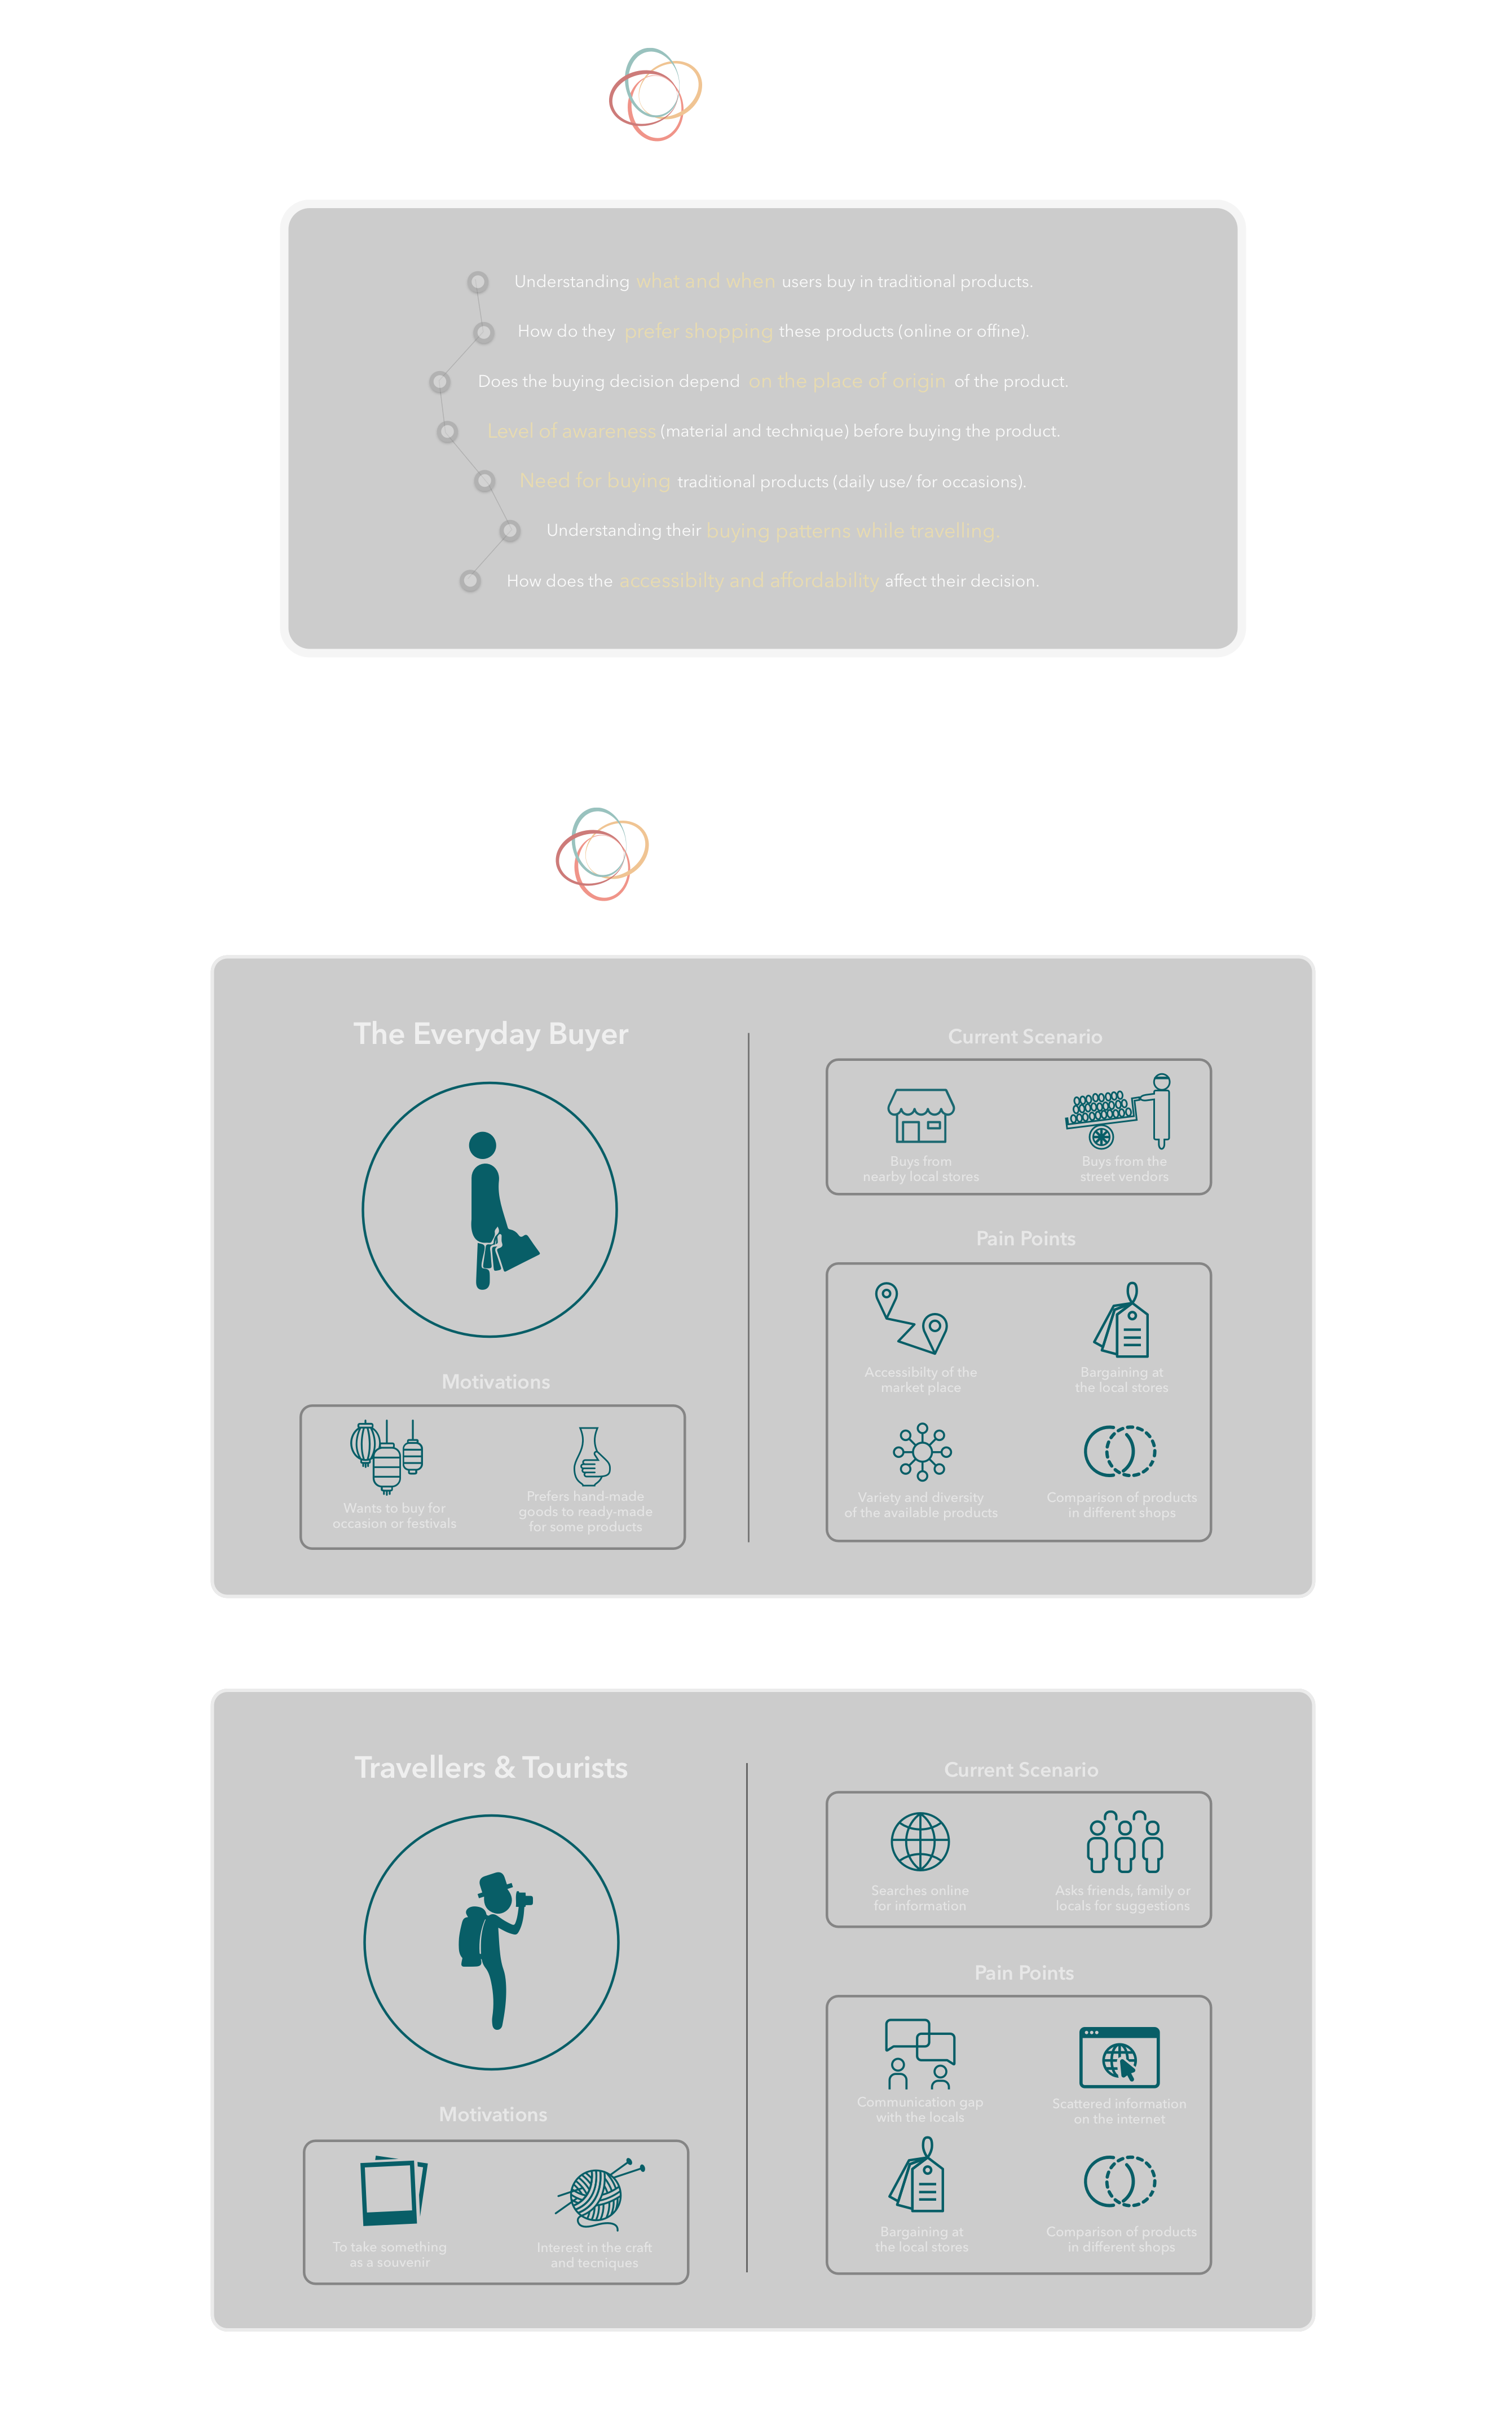 Understanding what and when users buy in traditional products.
How do they prefer shopping these products (online or offine).
Does the buying decision depend on the place of origin of the product.
Level of awareness (material and technique) before buying the product.
Need for buying traditional products (daily use/ for occasions).
Understanding their buying patterns while travelling.
How does the accessibilty and affordability affect their decision.
The Everyday Buyer
Motivations
Wants to buy for
occasion or festivals
Prefers hand-made
goods to ready-made
for some products
Current Scenario
Buys from
nearby local stores
Buys from the
street vendors
Pain Points
Accessibilty of the
market place
Bargaining at
the local stores
Variety and diversity
of the available products
Comparison of products
in different shops
Travellers & Tourists
Motivations
To take something
as a souvenir
Interest in the craft
and tecniques
Current Scenario
Searches online
for information
Asks friends, family or
locals for suggestions
Pain Points
Communication gap
with the locals
Scattered information
on the internet
Bargaining at
the local stores
Comparison of products
in different shops